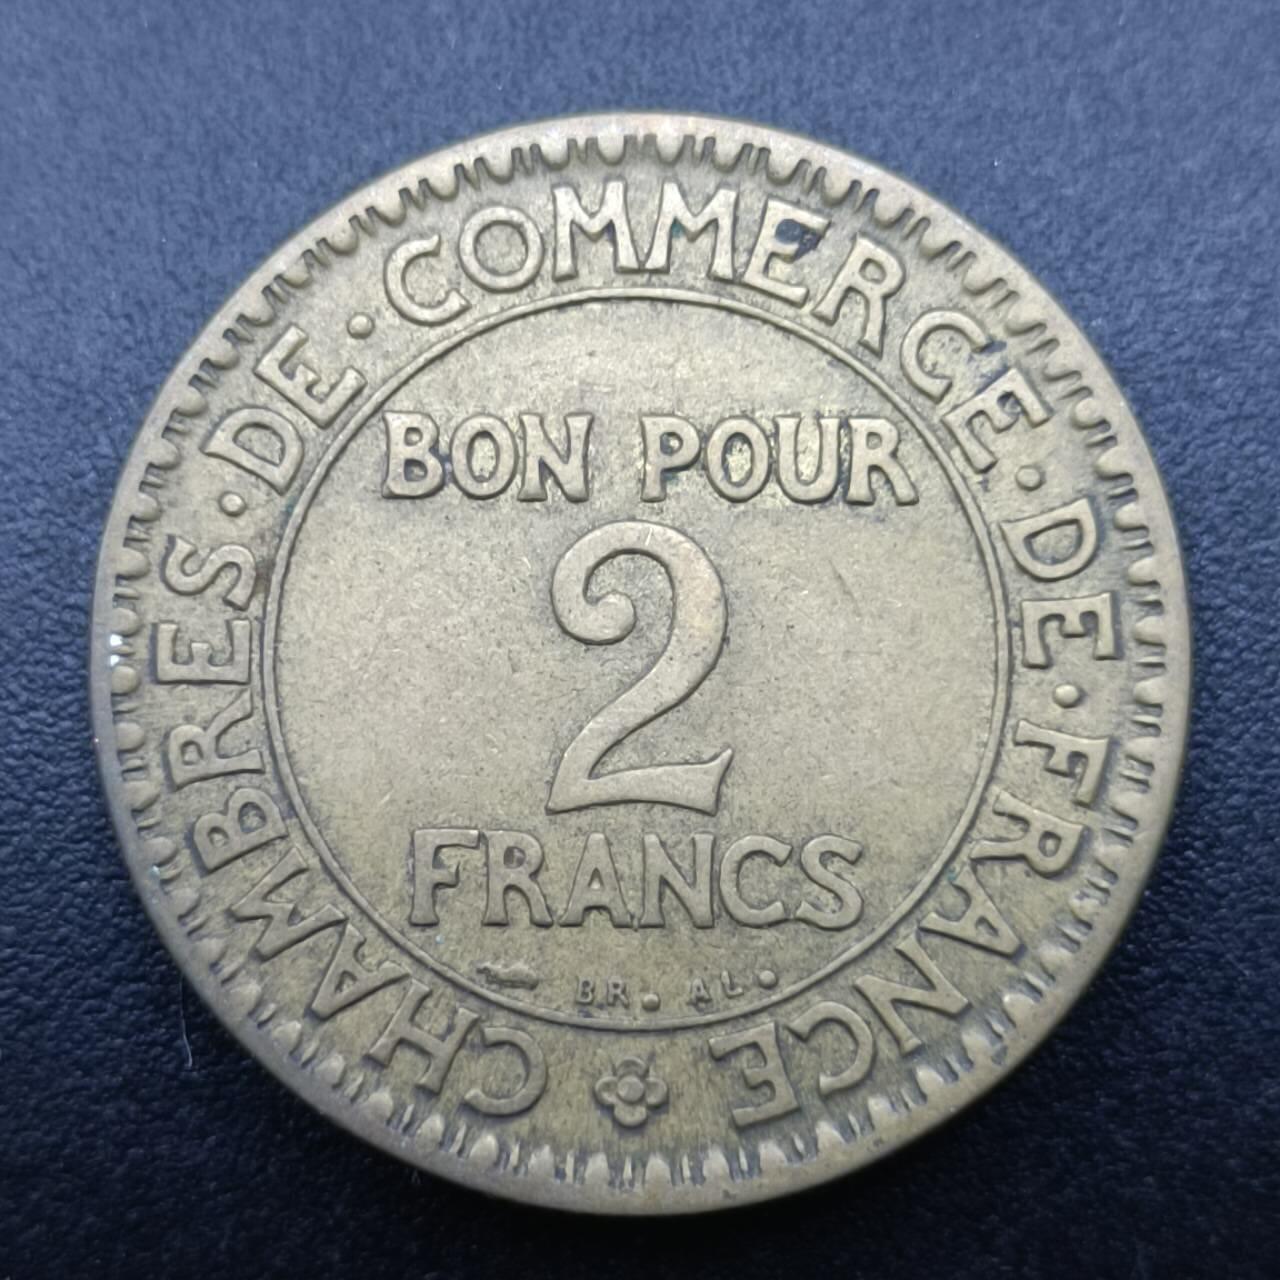 CHAMBRES · DE · COMMERCE · DE · FRANCE
BON POUR
2
FRANCS
BR. AL.